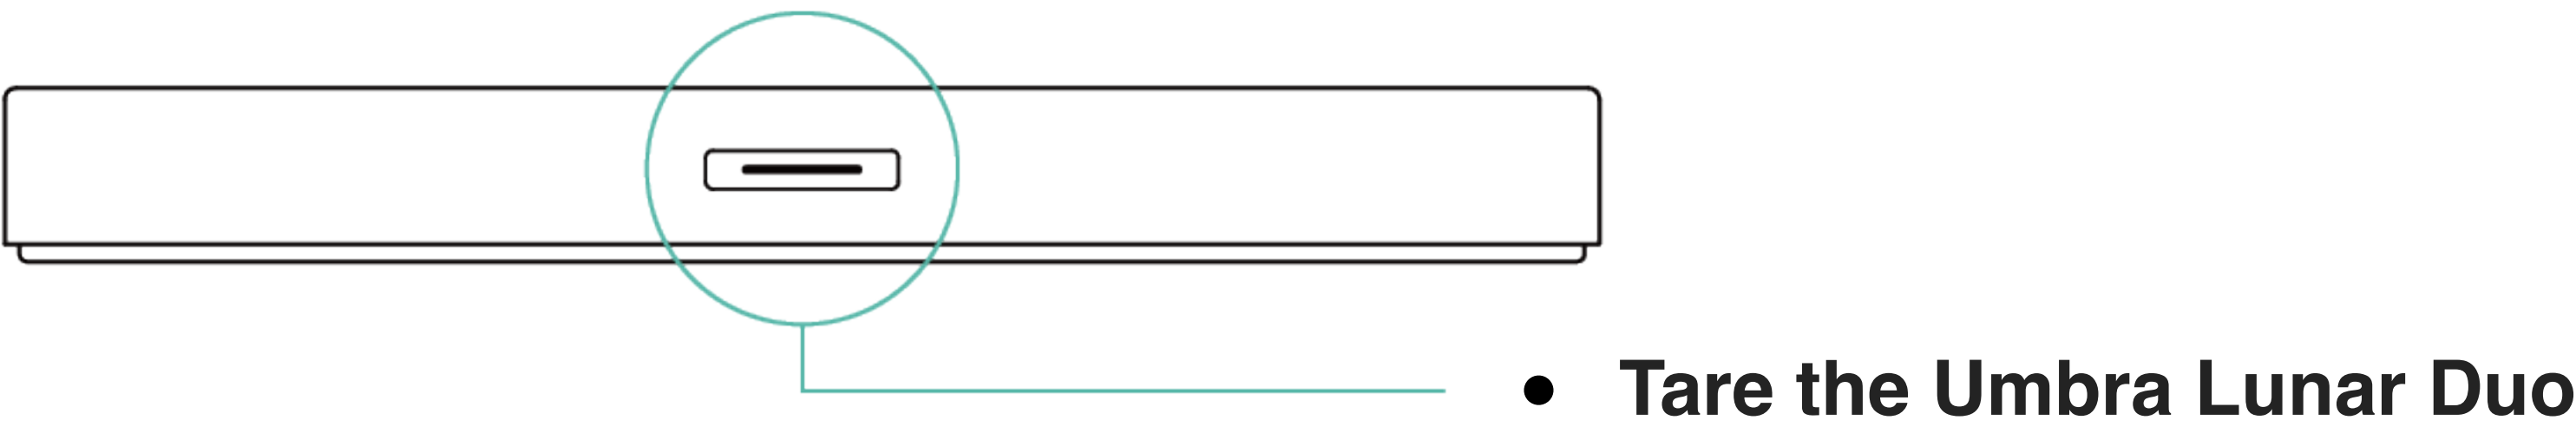 • Tare the Umbra Lunar Duo